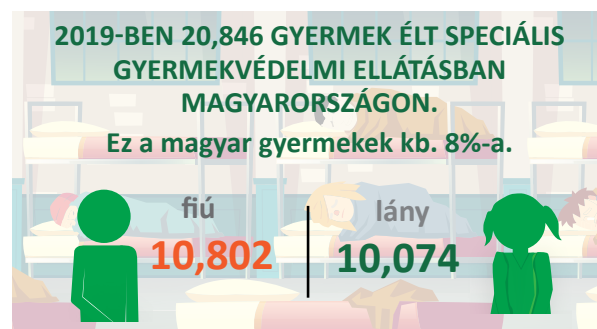 2019-BEN 20,846 GYERMEK ÉLT SPECIÁLIS
GYERMEKVÉDELMI ELLÁTÁSBAN
MAGYARORSZÁGON.
Ez a magyar gyermekek kb. 8%-a.
fiú
10,802
lány
10,074